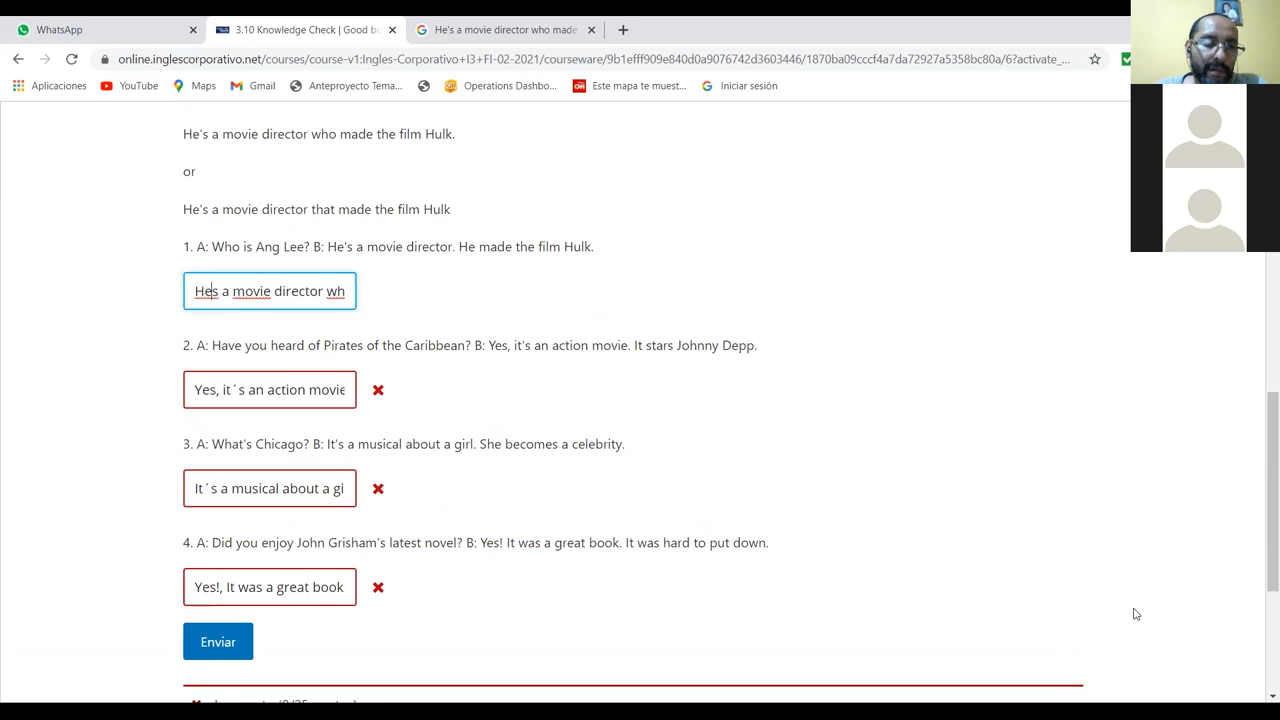 WhatsApp
3.10 Knowledge Check | Good bo
He's a movie director who made
online.inglescorporativo.net/courses/course-v1:Ingles-Corporativo+I3+FI-02-2021/courseware/9b1efff909e840d0a9076742d3603446/1870ba09cccf4a7da72927a5358bc80a/6?activate_...
Aplicaciones
YouTube
Maps
Gmail
Anteproyecto Tema...
Operations Dashbo...
Este mapa te muest...
Iniciar sesión
He's a movie director who made the film Hulk.
or
He's a movie director that made the film Hulk
1. A: Who is Ang Lee? B: He's a movie director. He made the film Hulk.
Hes a movie director wh
2. A: Have you heard of Pirates of the Caribbean? B: Yes, it's an action movie. It stars Johnny Depp.
Yes, it´s an action movie
3. A: What's Chicago? B: It's a musical about a girl. She becomes a celebrity.
It´s a musical about a gi
4. A: Did you enjoy John Grisham's latest novel? B: Yes! It was a great book. It was hard to put down.
Yes!, It was a great book
Enviar